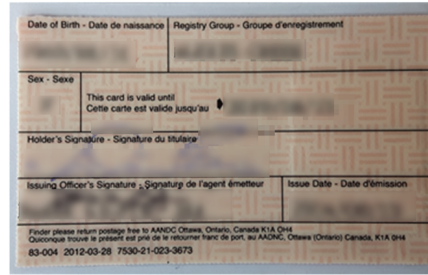 Date of Birth - Date de naissance
Registry Group - Groupe d'enregistrement
Sex - Sexe
This card is valid until
Cette carte est valide jusqu'au
Holder's Signature - Signature du titulaire
Issuing Officer's Signature - Signature de l'agent émetteur
Issue Date - Date d'émission
Finder please return postage free to AANDC Ottawa, Ontario, Canada K1A 0H4
Quiconque trouve le présent est prié de le retourner franc de port, au AADNC, Ottawa (Ontario) Canada, K1A 0H4
83-004 2012-03-28 7530-21-023-3673